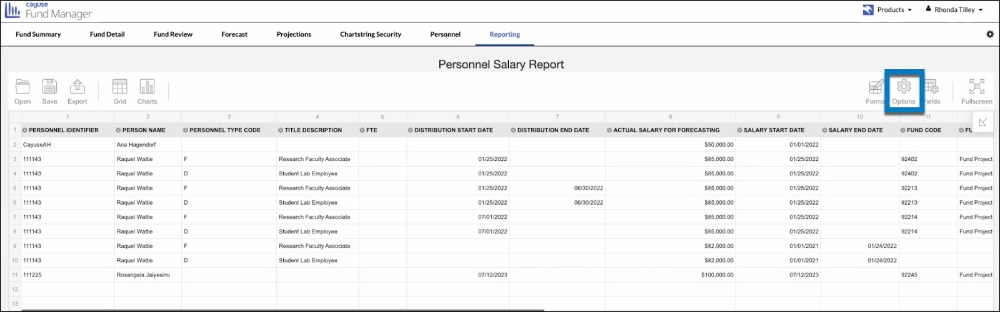 cayuse
Fund Manager
Products
Rhonda Tilley
Fund Summary Fund Detail Fund Review Forecast Projections Chartstring Security Personnel Reporting
Personnel Salary Report
Open Save Export Grid Charts Forma Options ields Fullscreen
1 2 3 4 5 6 7 8 9 10 11
1 PERSONNEL IDENTIFIER PERSON NAME PERSONNEL TYPE CODE TITLE DESCRIPTION FTE DISTRIBUTION START DATE DISTRIBUTION END DATE ACTUAL SALARY FOR FORECASTING SALARY START DATE SALARY END DATE FUND CODE FU
2 CayuseAH Ana Hagendorf $50,000.00 01/01/2022
3 111143 Raquel Wattie F Research Faculty Associate 01/25/2022 $85,000.00 01/25/2022 92402 Fund Project
4 111143 Raquel Wattie D Student Lab Employee 01/25/2022 $85,000.00 01/25/2022 92402 Fund Project
5 111143 Raquel Wattie F Research Faculty Associate 01/25/2022 06/30/2022 $85,000.00 01/25/2022 92213 Fund Project
6 111143 Raquel Wattie D Student Lab Employee 01/25/2022 06/30/2022 $85,000.00 01/25/2022 92213 Fund Project
7 111143 Raquel Wattie F Research Faculty Associate 07/01/2022 $85,000.00 01/25/2022 92214 Fund Project
8 111143 Raquel Wattie D Student Lab Employee 07/01/2022 $85,000.00 01/25/2022 92214 Fund Project
9 111143 Raquel Wattie F Research Faculty Associate $82,000.00 01/01/2021 01/24/2022
10 111143 Raquel Wattie D Student Lab Employee $82,000.00 01/01/2021 01/24/2022
11 111225 Rosangela Jaiyesimi 07/12/2023 $100,000.00 07/12/2023 92245 Fund Project
12
13